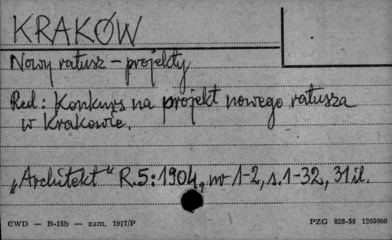 KRAKÓW
Nowy ratusz - projekty
Red.: Konkurs na projekt nowego ratusza
w Krakowie.
„Architekt" R.5:1904, nr 1-2, s.1-32, 31 il.
CWD — B-15b — zam. 1917/P PZG 828-58 1265000